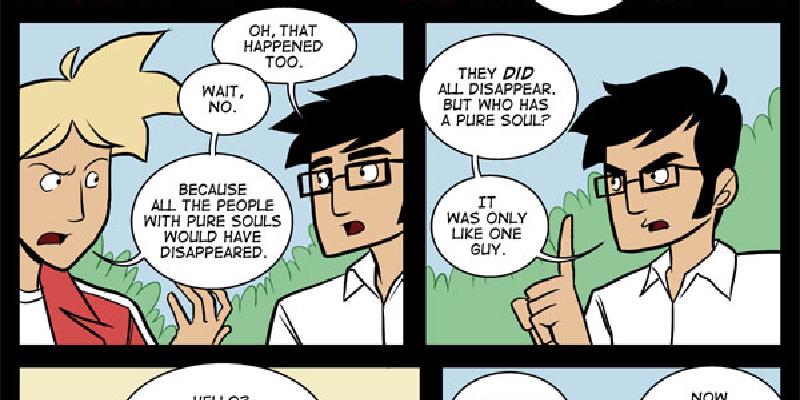 OH, THAT
HAPPENED
TOO.
WAIT,
NO.
BECAUSE
ALL THE PEOPLE
WITH PURE SOULS
WOULD HAVE
DISAPPEARED.
THEY DID
ALL DISAPPEAR.
BUT WHO HAS
A PURE SOUL?
IT
WAS ONLY
LIKE ONE
GUY.
HELLO?
NOW